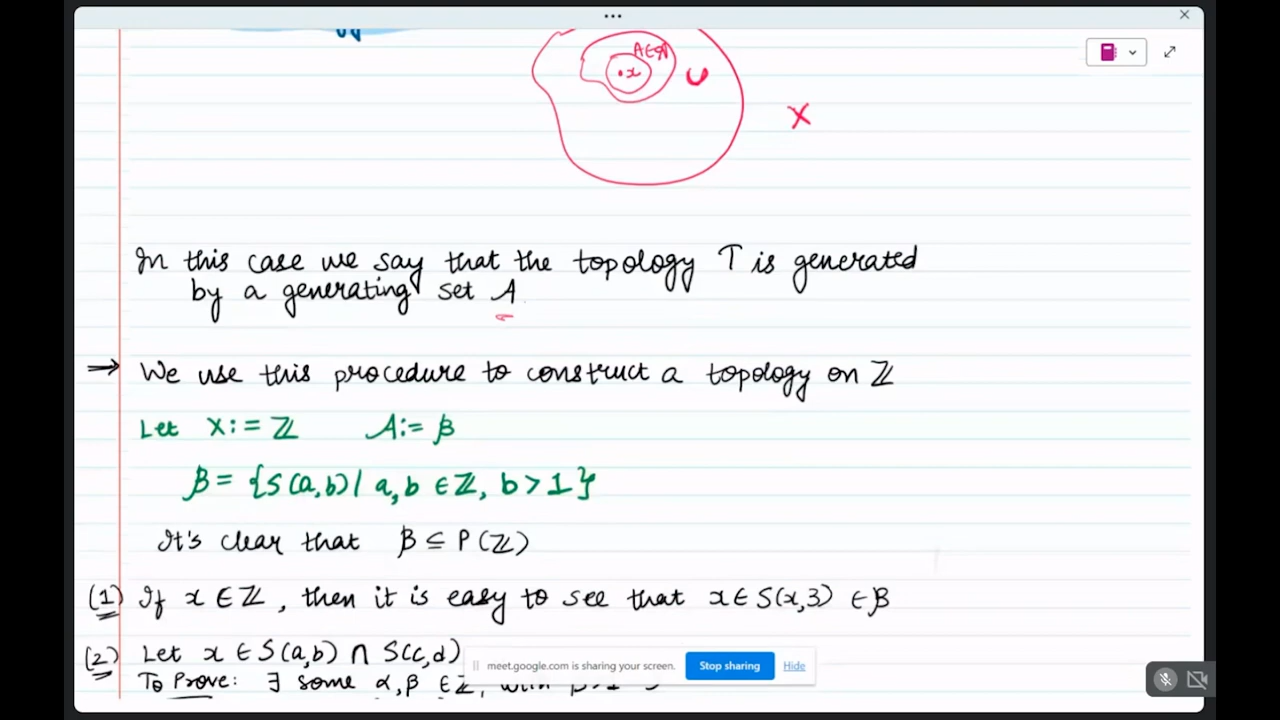 A∈A
x
U
X
In this case we say that the topology T is generated
by a generating set A
⇒ We use this procedure to construct a topology on ℤ
Let X:= ℤ A:= β
β = {S(a,b) | a,b ∈ ℤ, b > 1}
It's clear that β ⊆ P(ℤ)
(1) If x ∈ ℤ, then it is easy to see that x ∈ S(x,3) ∈ β
(2) Let x ∈ S(a,b) ∩ S(c,d)
meet.google.com is sharing your screen. Stop sharing Hide
To Prove: ∃ some α,β ∈ ℤ, with β>1